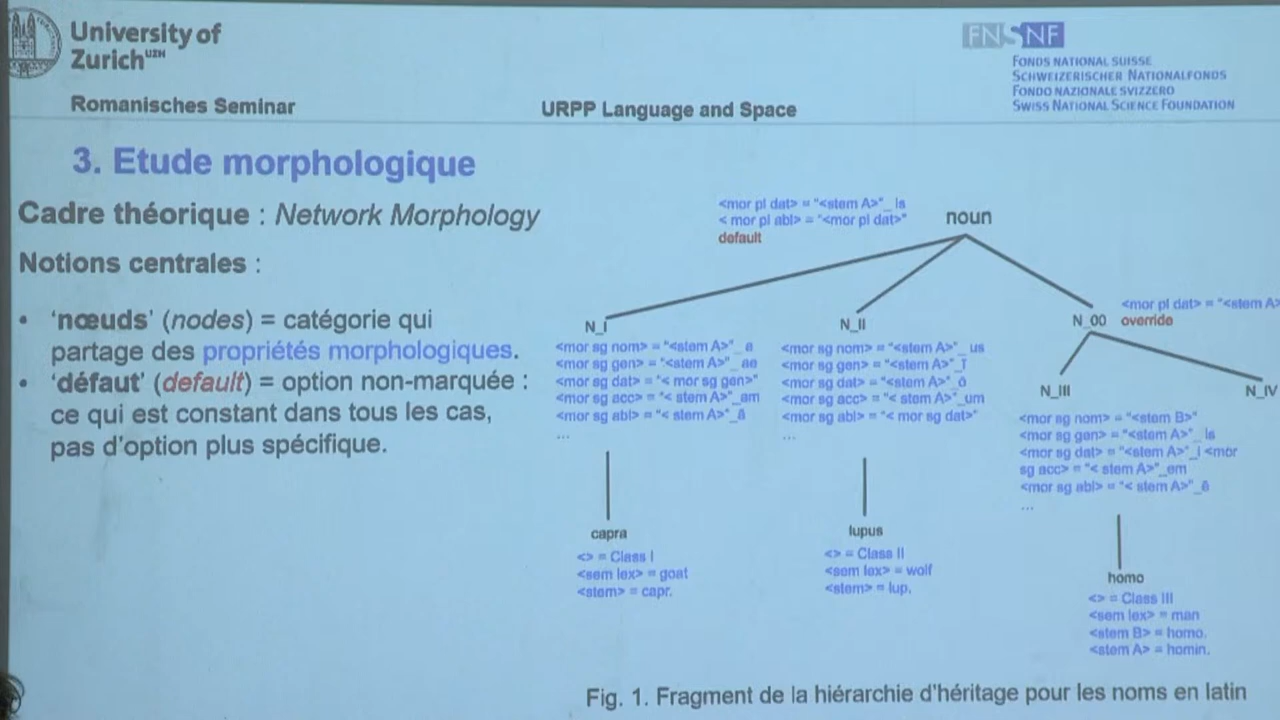 University of
Zurich UZH
FNSNF
FONDS NATIONAL SUISSE
SCHWEIZERISCHER NATIONALFONDS
FONDO NAZIONALE SVIZZERO
SWISS NATIONAL SCIENCE FOUNDATION
Romanisches Seminar
URPP Language and Space
3. Etude morphologique
Cadre théorique : Network Morphology
Notions centrales :
• ‘nœuds’ (nodes) = catégorie qui
partage des propriétés morphologiques.
• ‘défaut’ (default) = option non-marquée :
ce qui est constant dans tous les cas,
pas d’option plus spécifique.
<mor pl dat> = "<stem A>"_ īs
< mor pl abl> = "<mor pl dat>"
default
noun
N_I
<mor sg nom> = "<stem A>"_ a
<mor sg gen> = "<stem A>"_ ae
<mor sg dat> = "< mor sg gen>"
<mor sg acc> = "< stem A>"_am
<mor sg abl> = "< stem A>"_ā
...
capra
<> = Class I
<sem lex> = goat
<stem> = capr.
N_II
<mor sg nom> = "<stem A>"_ us
<mor sg gen> = "<stem A>"_ī
<mor sg dat> = "<stem A>"_ō
<mor sg acc> = "< stem A>"_um
<mor sg abl> = "< mor sg dat>"
...
lupus
<> = Class II
<sem lex> = wolf
<stem> = lup.
<mor pl dat> = "<stem A>
N_00 override
N_III
N_IV
<mor sg nom> = "<stem B>"
<mor sg gen> = "<stem A>"_ is
<mor sg dat> = "<stem A>"_ī <mor
sg acc> = "< stem A>"_em
<mor sg abl> = "< stem A>"_ĕ
...
homo
<> = Class III
<sem lex> = man
<stem B> = homo.
<stem A> = homin.
Fig. 1. Fragment de la hiérarchie d’héritage pour les noms en latin